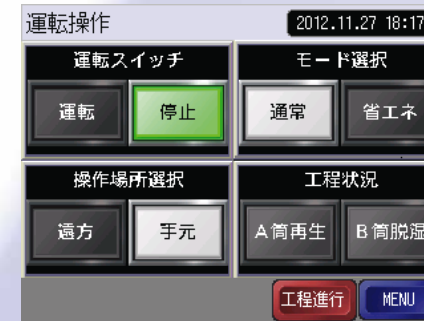 運転操作 2012.11.27 18:17
運転スイッチ モード選択
運転 停止 通常 省エネ
操作場所選択 工程状況
遠方 手元 A筒再生 B筒脱湿
工程進行 MENU